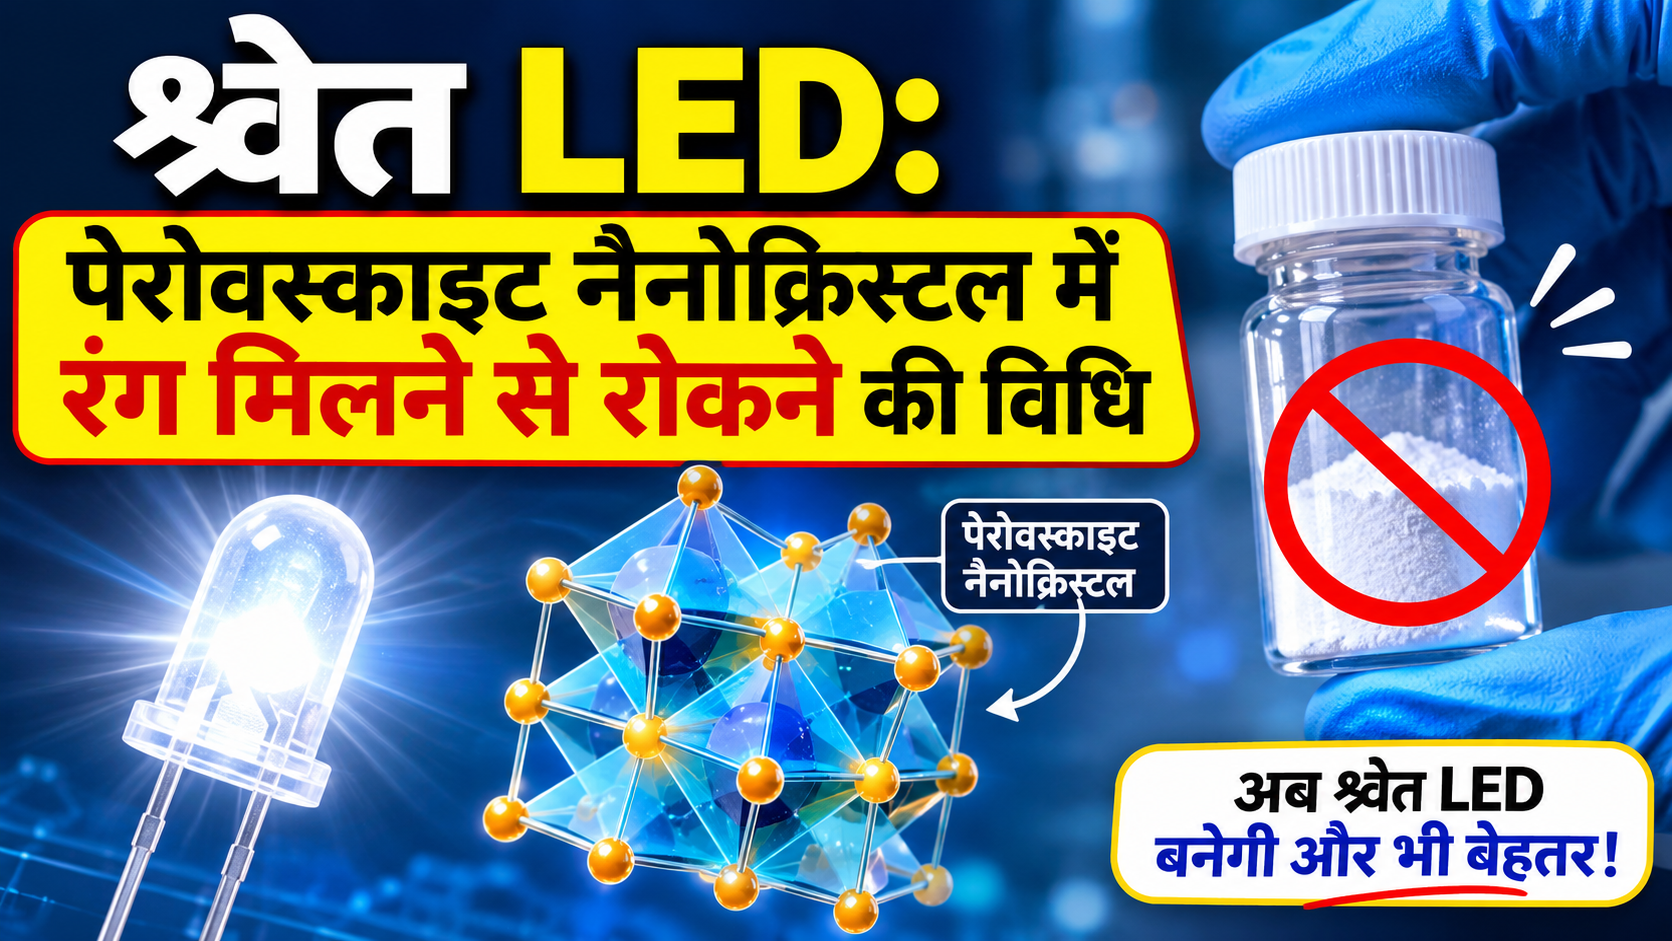 श्वेत LED:
पेरोवस्काइट नैनोक्रिस्टल में
रंग मिलने से रोकने की विधि
पेरोवस्काइट
नैनोक्रिस्टल
अब श्वेत LED
बनेगी और भी बेहतर!